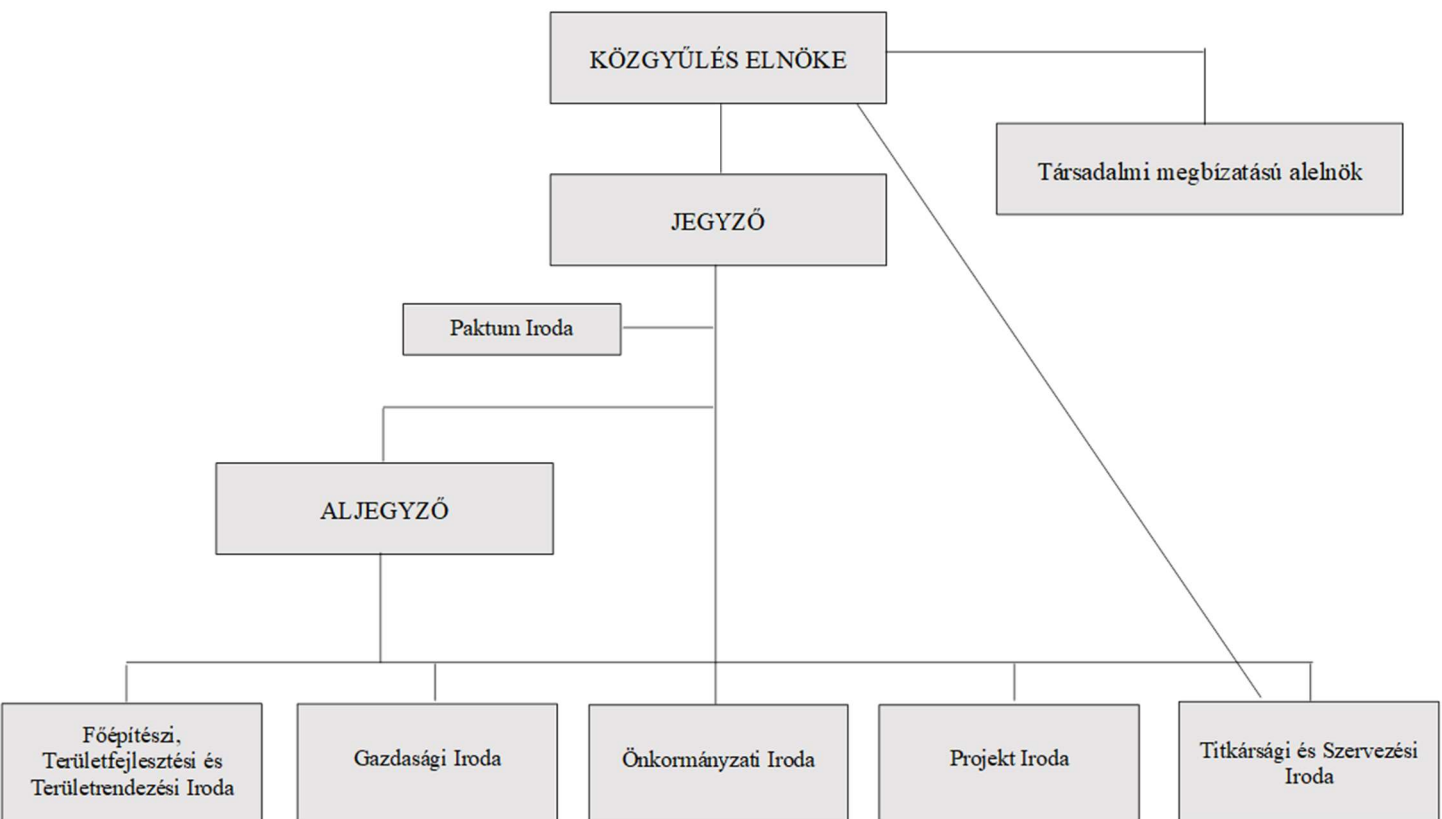 KÖZGYŰLÉS ELNÖKE
Társadalmi megbízatású alelnök
JEGYZŐ
Paktum Iroda
ALJEGYZŐ
Főépítészi,
Területfejlesztési és
Területrendezési Iroda
Gazdasági Iroda
Önkormányzati Iroda
Projekt Iroda
Titkársági és Szervezési
Iroda